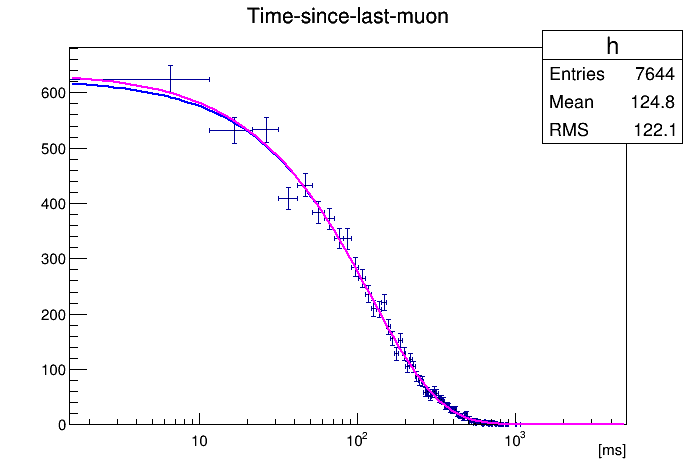 Time-since-last-muon
h
Entries 7644
Mean 124.8
RMS 122.1
600
500
400
300
200
100
0
10
10²
10³
[ms]